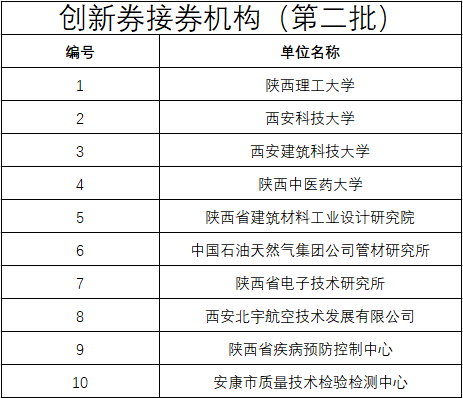 创新券接券机构（第二批）
编号 单位名称
1 陕西理工大学
2 西安科技大学
3 西安建筑科技大学
4 陕西中医药大学
5 陕西省建筑材料工业设计研究院
6 中国石油天然气集团公司管材研究所
7 陕西省电子技术研究所
8 西安北宇航空技术发展有限公司
9 陕西省疾病预防控制中心
10 安康市质量技术检验检测中心